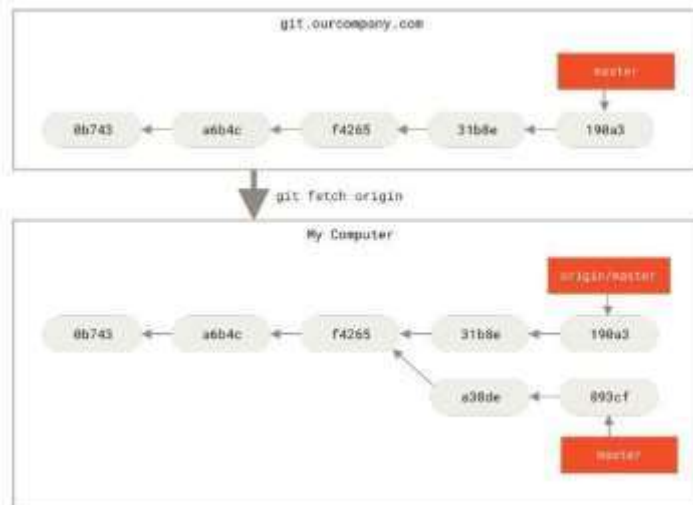 git.ourcompany.com
master
0b743 a6b4c f4265 31b8e 190a3
git fetch origin
My Computer
origin/master
0b743 a6b4c f4265 31b8e 190a3
a38de 893cf
master